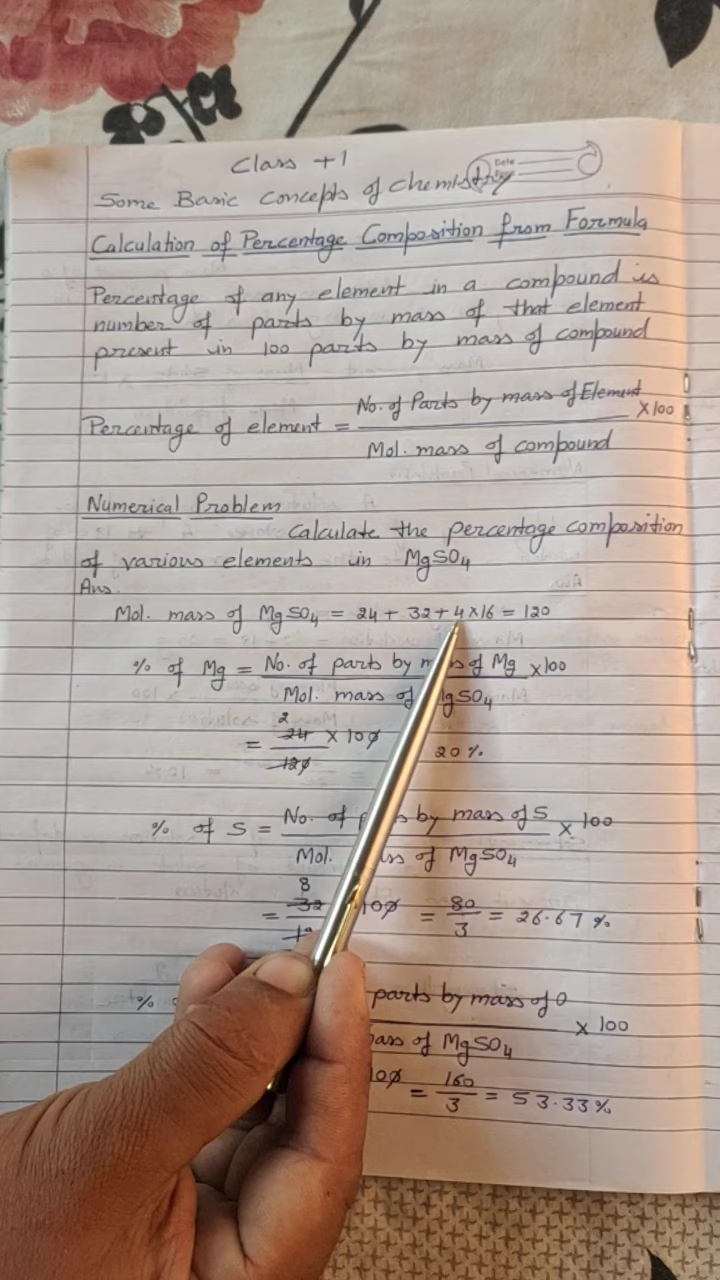 Class +1
Date
Some Basic Concepts of Chemistry
Calculation of Percentage Composition from Formula
Percentage of any element in a compound is
number of parts by mass of that element
present in 100 parts by mass of compound
Percentage of element = No. of Parts by mass of Element × 100
Mol. mass of compound
Numerical Problem
Calculate the percentage composition
of various elements in MgSO₄
Ans.
Mol. mass of MgSO₄ = 24 + 32 + 4 × 16 = 120
% of Mg = No. of parts by mass of Mg × 100
Mol. mass of MgSO₄
2
= 24 × 100 20 %
120
% of S = No. of by mass of S × 100
Mol. of MgSO₄
8
= 32 100 = 80 = 26.67 %
3
% parts by mass of O × 100
mass of MgSO₄
100 = 160 = 53.33%
3